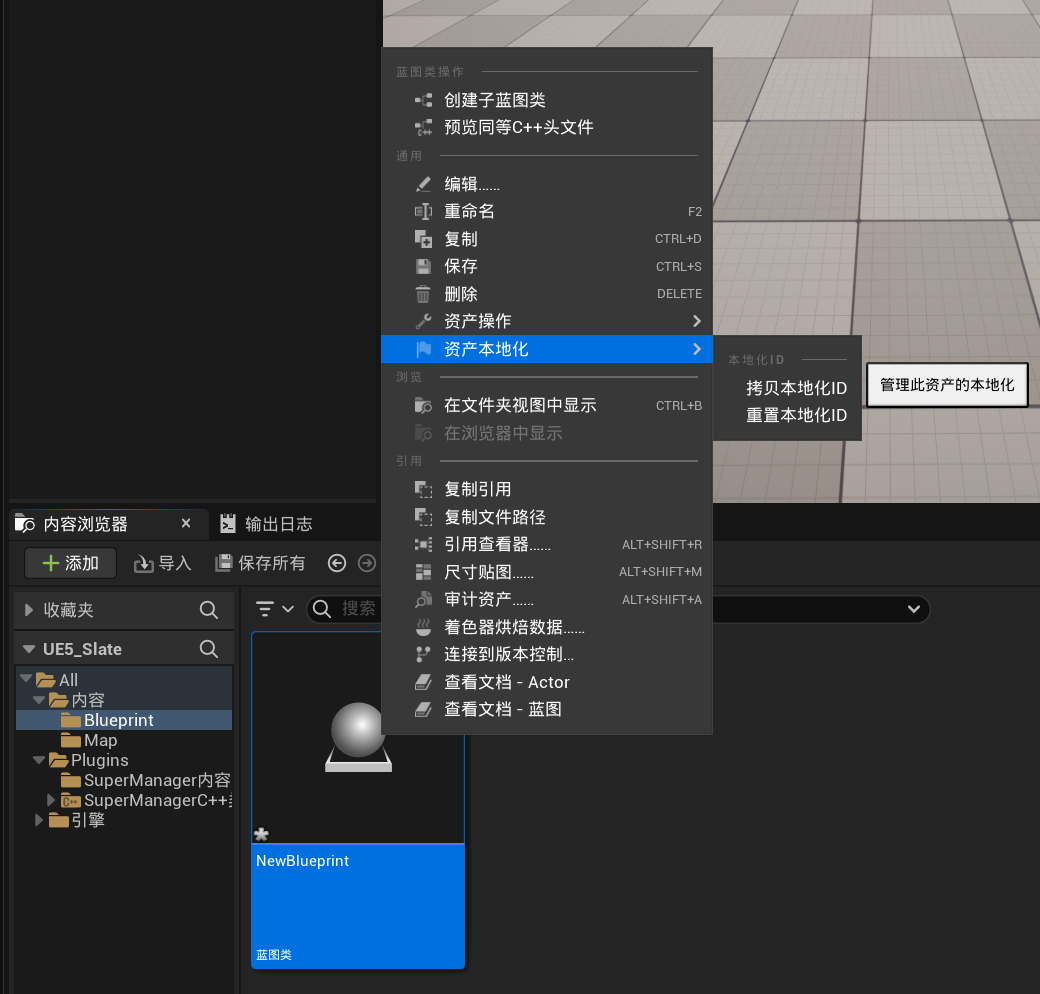 蓝图类操作
创建子蓝图类
预览同等C++头文件
通用
编辑......
重命名 F2
复制 CTRL+D
保存 CTRL+S
删除 DELETE
资产操作
资产本地化
本地化ID
拷贝本地化ID
重置本地化ID
管理此资产的本地化
浏览
在文件夹视图中显示 CTRL+B
在浏览器中显示
引用
复制引用
复制文件路径
引用查看器...... ALT+SHIFT+R
尺寸贴图...... ALT+SHIFT+M
审计资产...... ALT+SHIFT+A
着色器烘焙数据......
连接到版本控制...
查看文档 - Actor
查看文档 - 蓝图
内容浏览器 输出日志
添加 导入 保存所有
收藏夹
搜索
UE5_Slate
All
内容
Blueprint
Map
Plugins
SuperManager内容
C++ SuperManagerC++
引擎
NewBlueprint
蓝图类